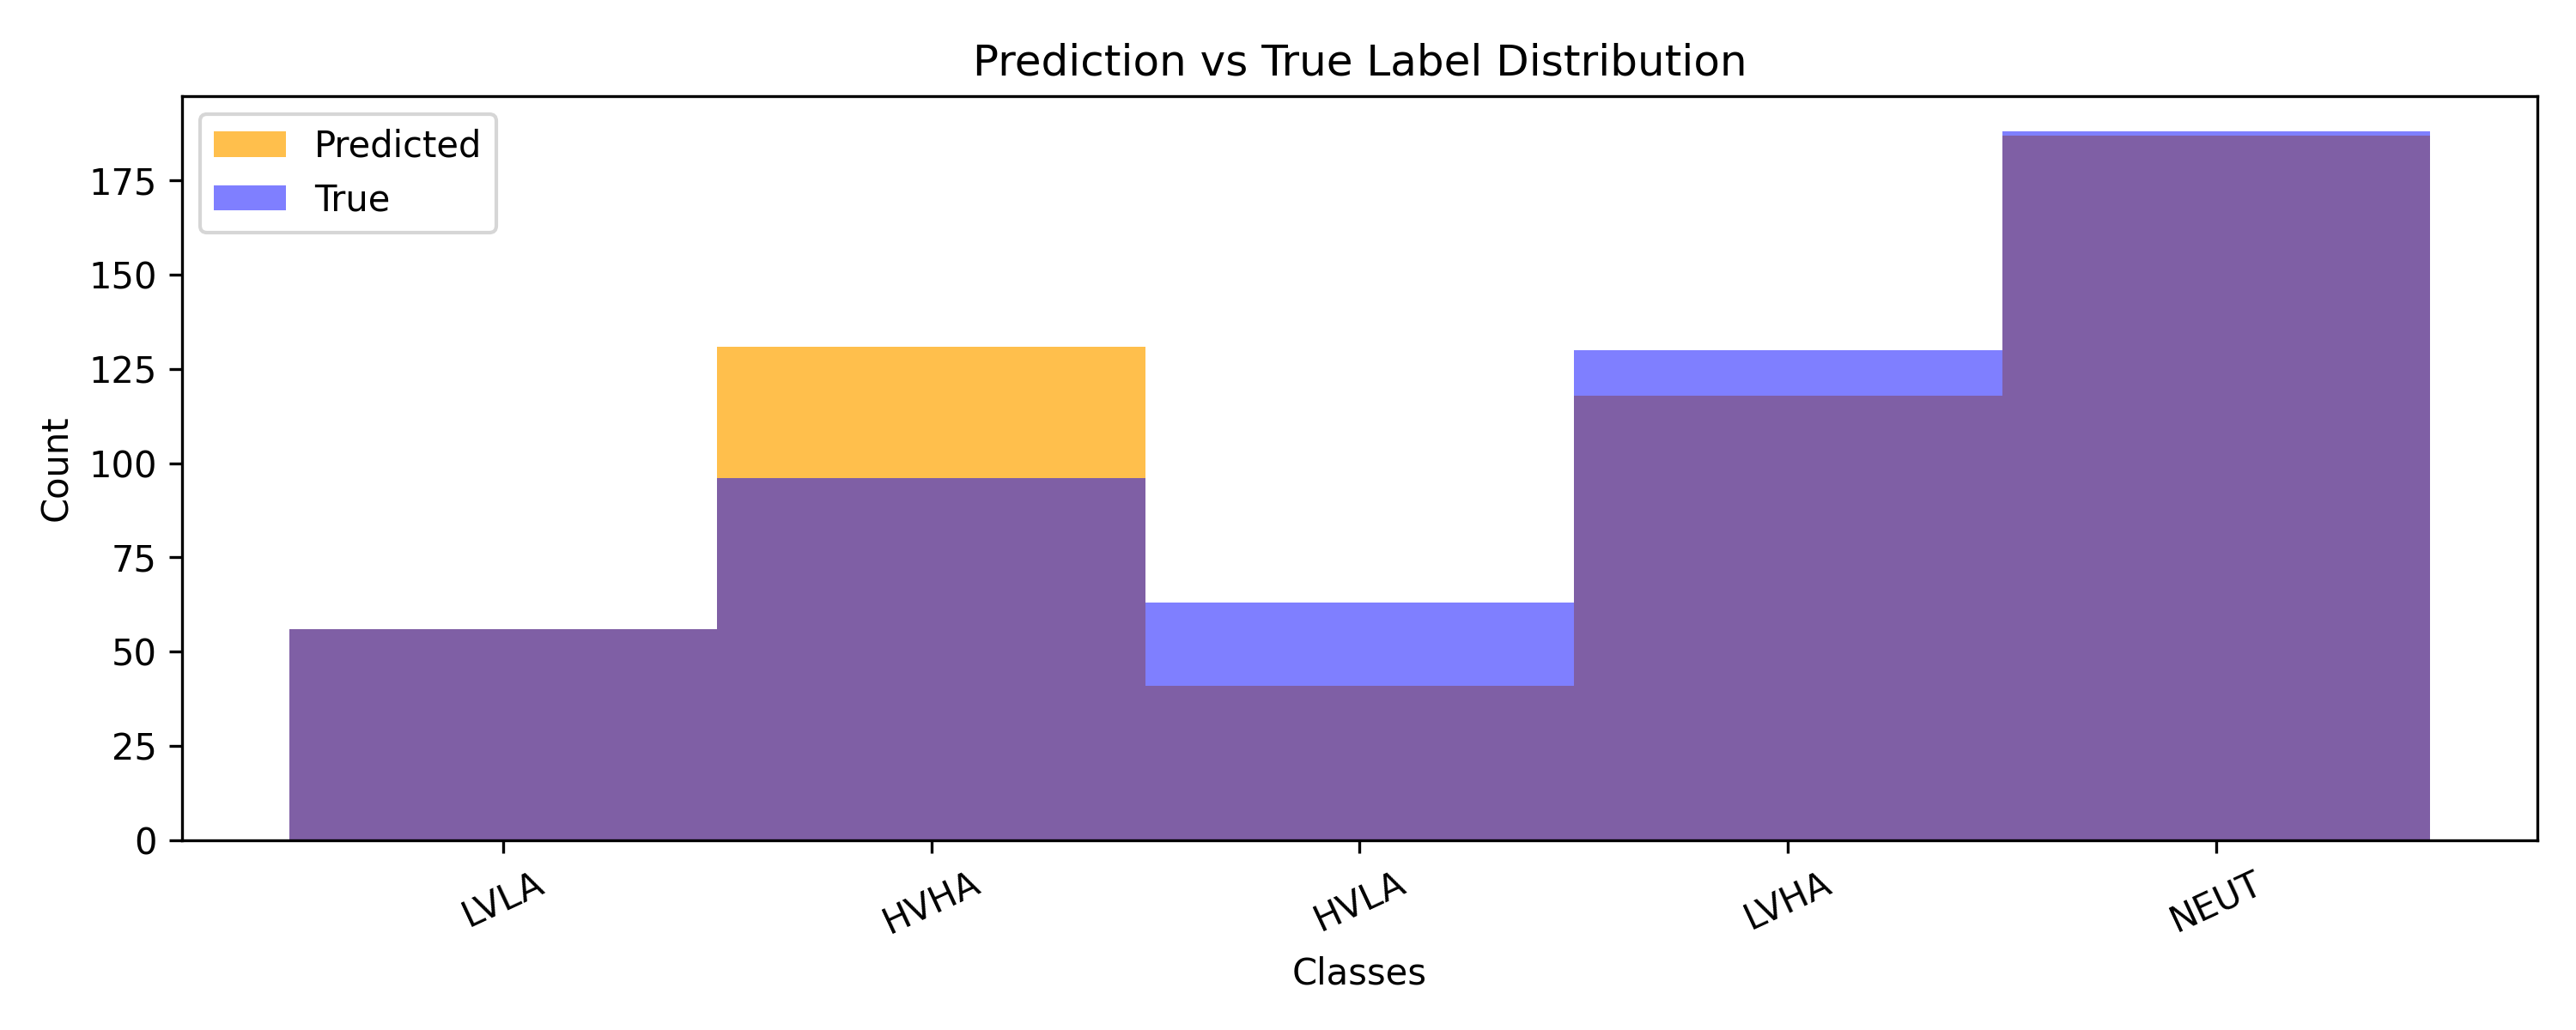 Prediction vs True Label Distribution
Predicted
True
175
150
125
100
75
50
25
0
Count
LVLA
HVHA
HVLA
LVHA
NEUT
Classes